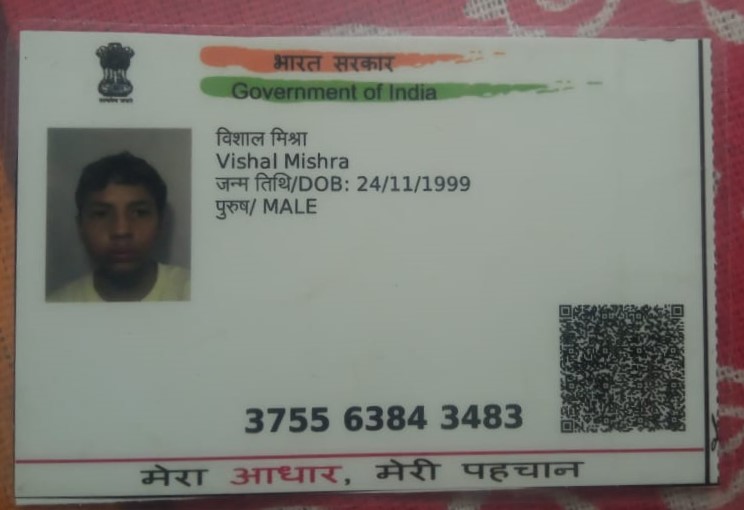 भारत सरकार
Government of India
विशाल मिश्रा
Vishal Mishra
जन्म तिथि/DOB: 24/11/1999
पुरुष/ MALE
3755 6384 3483
मेरा आधार, मेरी पहचान